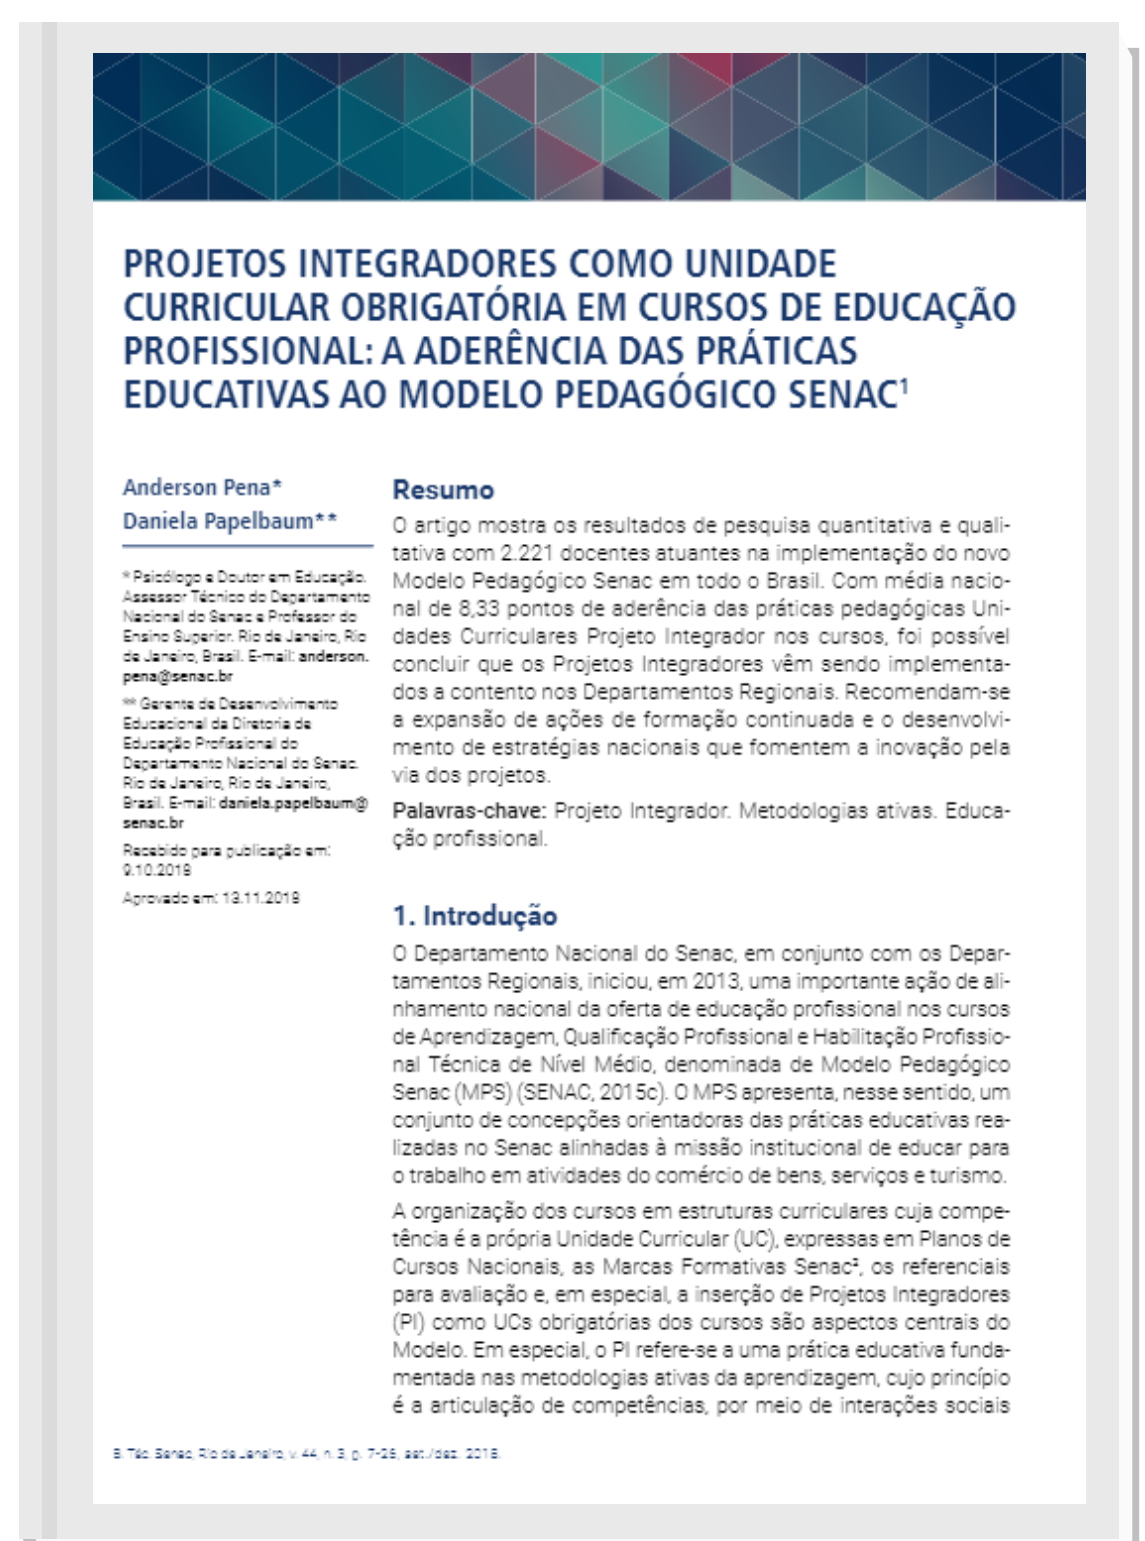 PROJETOS INTEGRADORES COMO UNIDADE
CURRICULAR OBRIGATÓRIA EM CURSOS DE EDUCAÇÃO
PROFISSIONAL: A ADERÊNCIA DAS PRÁTICAS
EDUCATIVAS AO MODELO PEDAGÓGICO SENAC¹
Anderson Pena*
Daniela Papelbaum**
* Psicólogo e Doutor em Educação.
Assessor Técnico do Departamento
Nacional do Senac e Professor do
Ensino Superior. Rio de Janeiro, Rio
de Janeiro, Brasil. E-mail: anderson.
pena@senac.br
** Gerente de Desenvolvimento
Educacional da Diretoria de
Educação Profissional do
Departamento Nacional do Senac.
Rio de Janeiro, Rio de Janeiro,
Brasil. E-mail: daniela.papelbaum@
senac.br
Recebido para publicação em:
9.10.2018
Aprovado em: 13.11.2018
Resumo
O artigo mostra os resultados de pesquisa quantitativa e quali-
tativa com 2.221 docentes atuantes na implementação do novo
Modelo Pedagógico Senac em todo o Brasil. Com média nacio-
nal de 8,33 pontos de aderência das práticas pedagógicas Uni-
dades Curriculares Projeto Integrador nos cursos, foi possível
concluir que os Projetos Integradores vêm sendo implementa-
dos a contento nos Departamentos Regionais. Recomendam-se
a expansão de ações de formação continuada e o desenvolvi-
mento de estratégias nacionais que fomentem a inovação pela
via dos projetos.
Palavras-chave: Projeto Integrador. Metodologias ativas. Educa-
ção profissional.
1. Introdução
O Departamento Nacional do Senac, em conjunto com os Depar-
tamentos Regionais, iniciou, em 2013, uma importante ação de ali-
nhamento nacional da oferta de educação profissional nos cursos
de Aprendizagem, Qualificação Profissional e Habilitação Profissio-
nal Técnica de Nível Médio, denominada de Modelo Pedagógico
Senac (MPS) (SENAC, 2015c). O MPS apresenta, nesse sentido, um
conjunto de concepções orientadoras das práticas educativas rea-
lizadas no Senac alinhadas à missão institucional de educar para
o trabalho em atividades do comércio de bens, serviços e turismo.
A organização dos cursos em estruturas curriculares cuja compe-
tência é a própria Unidade Curricular (UC), expressas em Planos de
Cursos Nacionais, as Marcas Formativas Senac², os referenciais
para avaliação e, em especial, a inserção de Projetos Integradores
(PI) como UCs obrigatórias dos cursos são aspectos centrais do
Modelo. Em especial, o PI refere-se a uma prática educativa funda-
mentada nas metodologias ativas da aprendizagem, cujo princípio
é a articulação de competências, por meio de interações sociais
B. Téc. Senac, Rio de Janeiro, v. 44, n. 3, p. 7-25, set./dez. 2018.